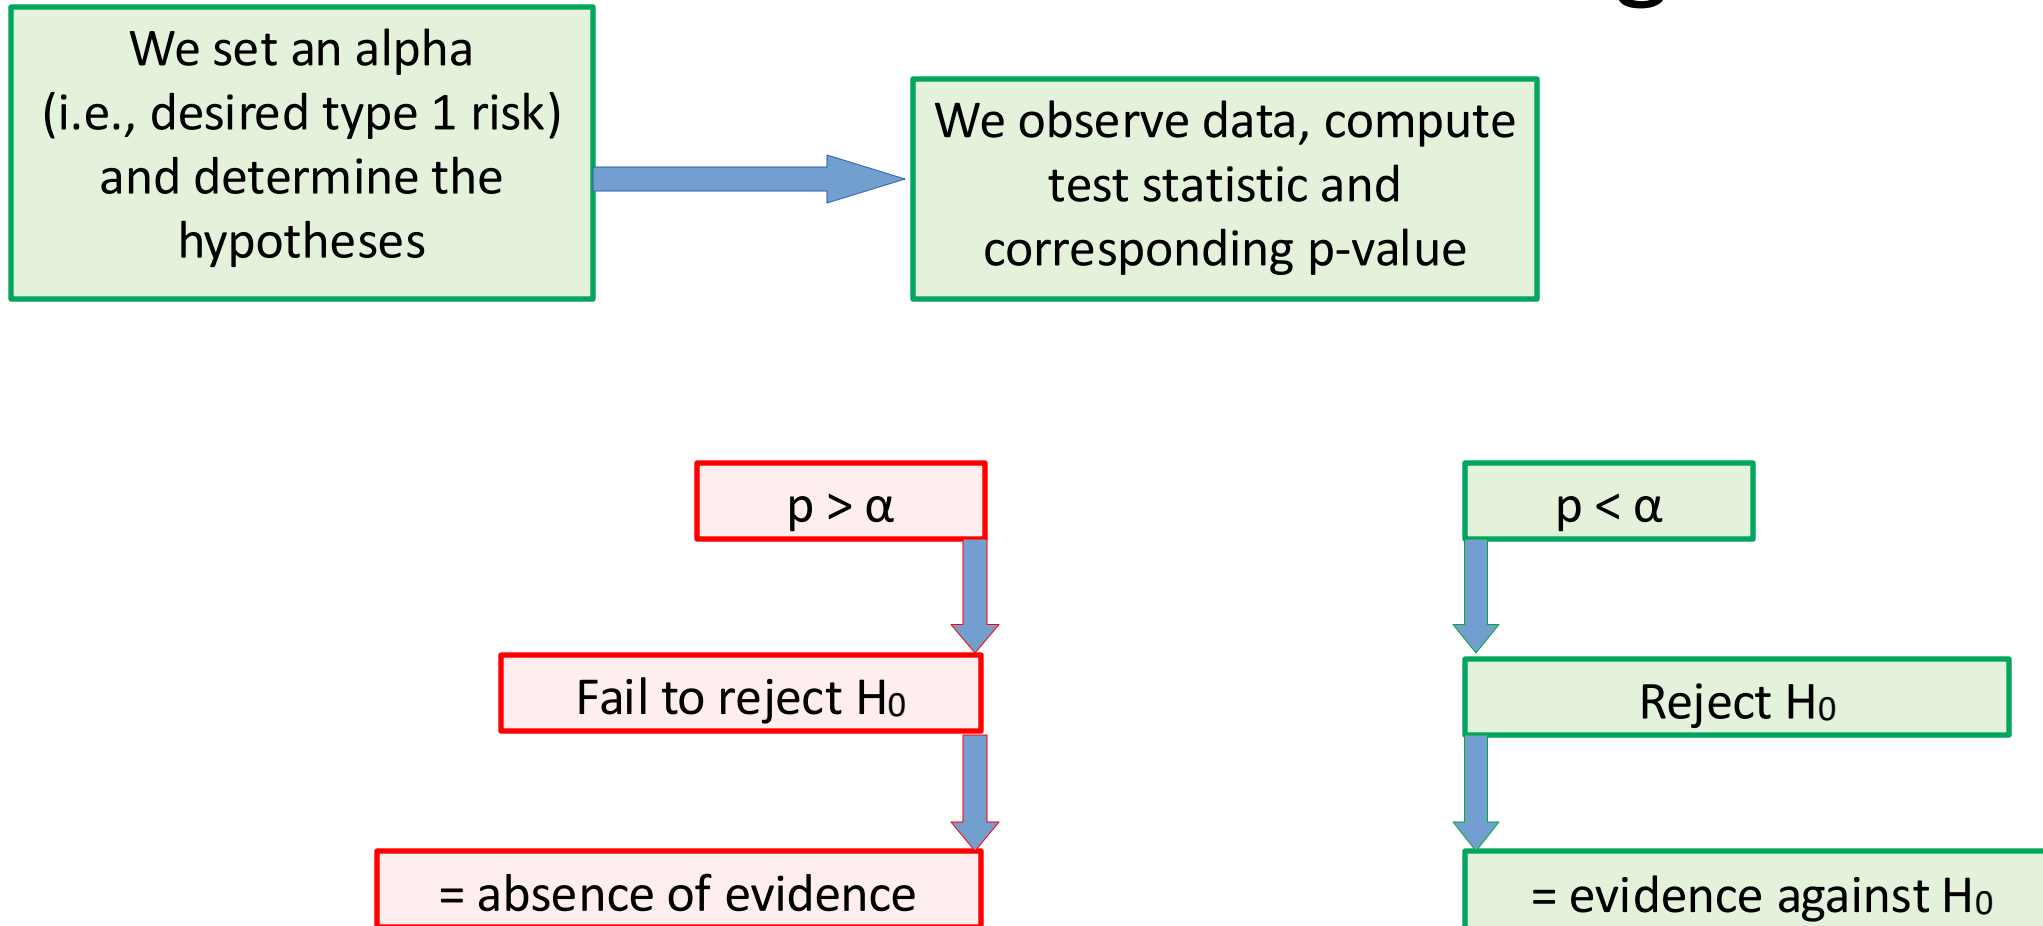 We set an alpha
(i.e., desired type 1 risk)
and determine the
hypotheses
We observe data, compute
test statistic and
corresponding p-value
p > α
p < α
Fail to reject H₀
Reject H₀
= absence of evidence
= evidence against H₀